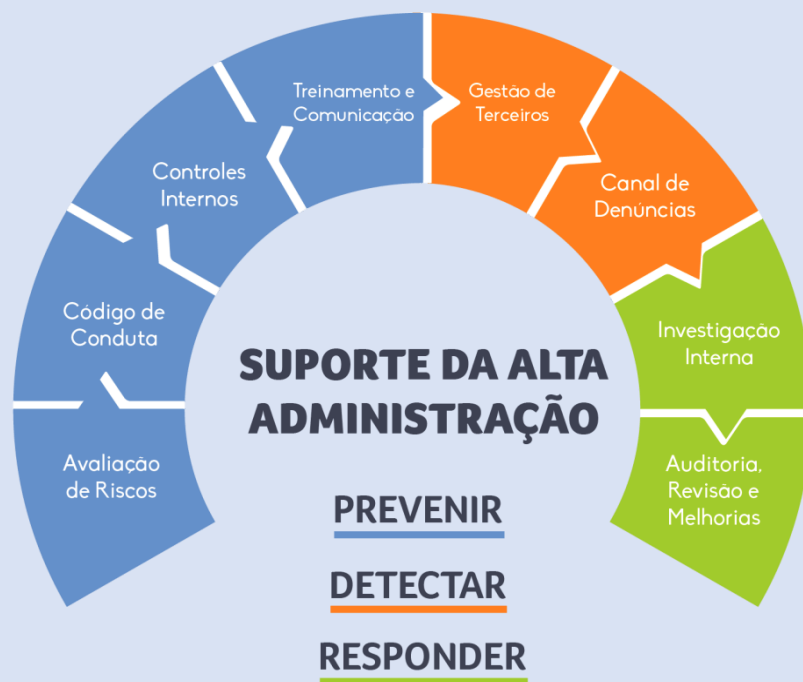 Avaliação
de Riscos
Código de
Conduta
Controles
Internos
Treinamento e
Comunicação
Gestão de
Terceiros
Canal de
Denúncias
Investigação
Interna
Auditoria,
Revisão e
Melhorias
SUPORTE DA ALTA
ADMINISTRAÇÃO
PREVENIR
DETECTAR
RESPONDER